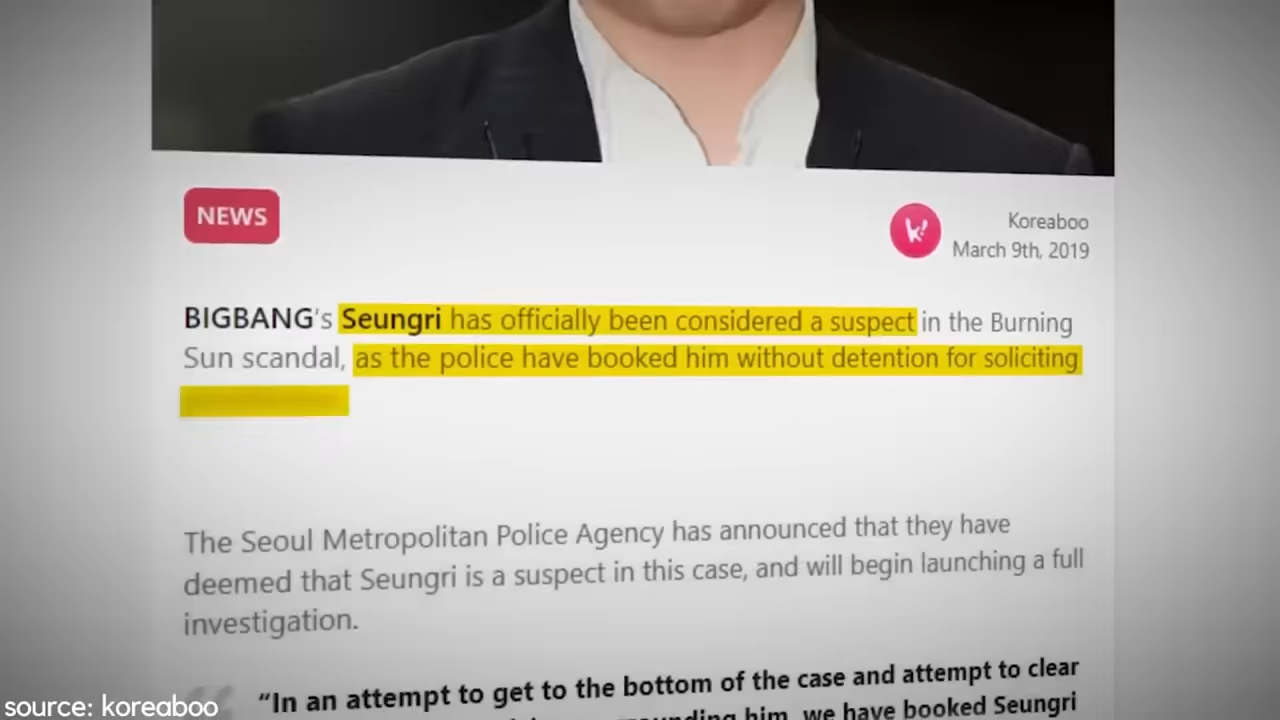 NEWS
Koreaboo
March 9th, 2019
BIGBANG's Seungri has officially been considered a suspect in the Burning
Sun scandal, as the police have booked him without detention for soliciting
The Seoul Metropolitan Police Agency has announced that they have
deemed that Seungri is a suspect in this case, and will begin launching a full
investigation.
“In an attempt to get to the bottom of the case and attempt to clear
him, we have booked Seungri
source: koreaboo